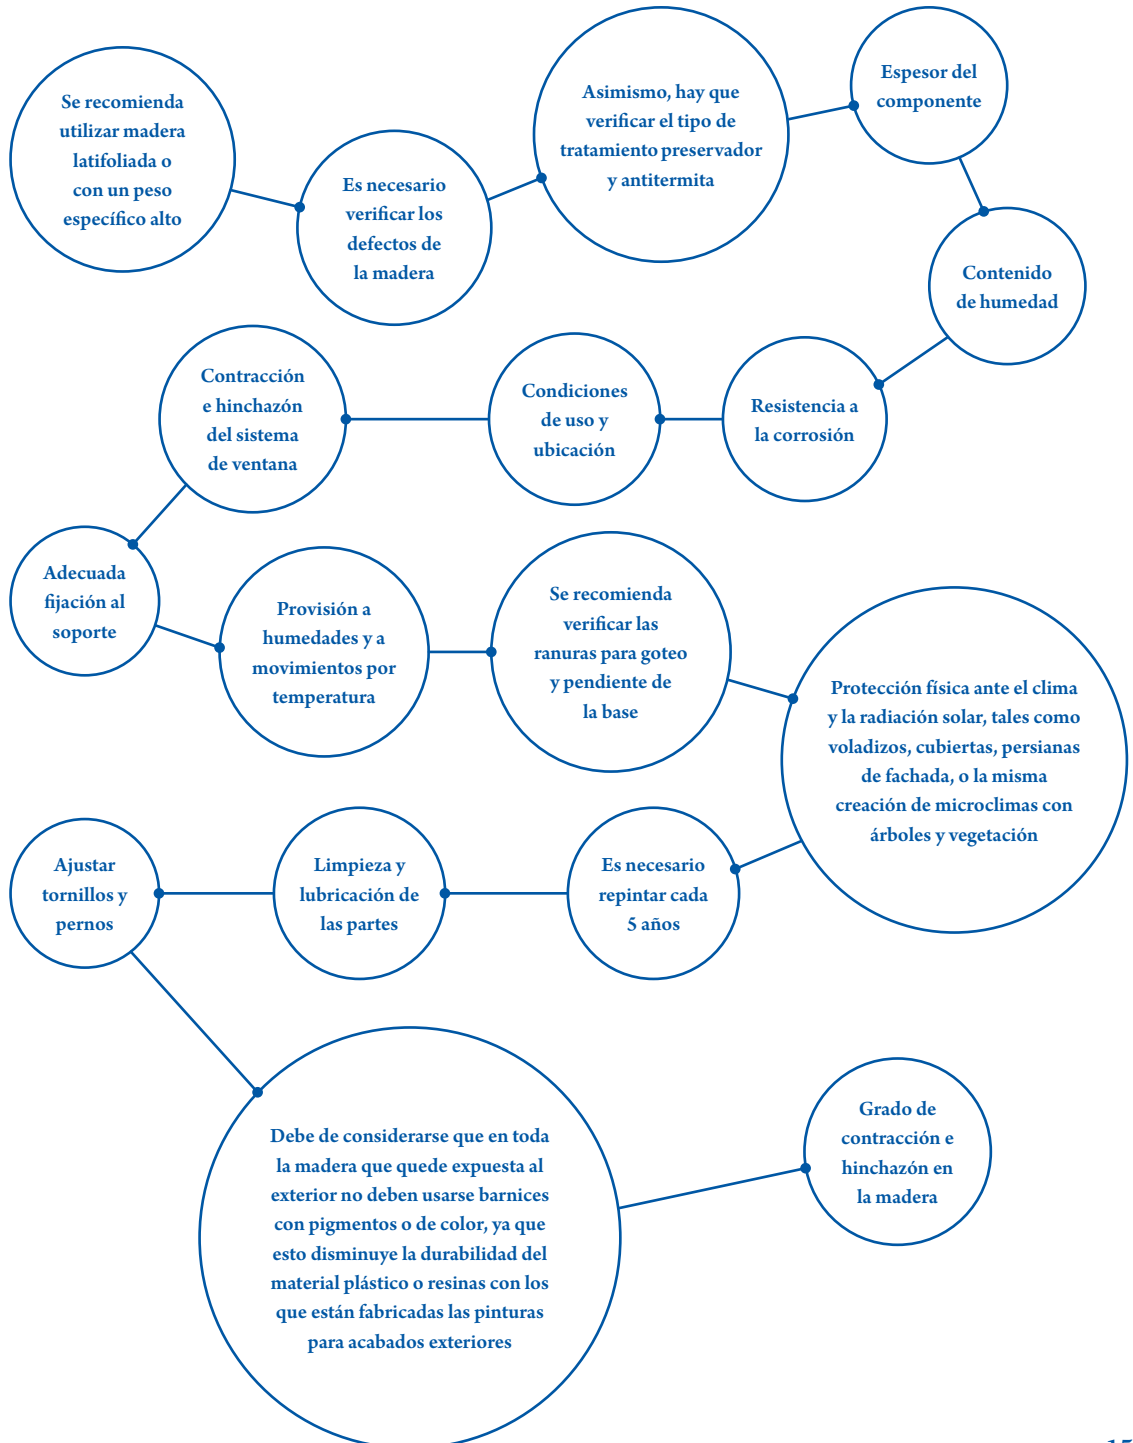 Se recomienda
utilizar madera
latifoliada o
con un peso
específico alto
Es necesario
verificar los
defectos de
la madera
Asimismo, hay que
verificar el tipo de
tratamiento preservador
y antitermita
Espesor del
componente
Contenido
de humedad
Resistencia a
la corrosión
Condiciones
de uso y
ubicación
Contracción
e hinchazón
del sistema
de ventana
Adecuada
fijación al
soporte
Provisión a
humedades y a
movimientos por
temperatura
Se recomienda
verificar las
ranuras para goteo
y pendiente de
la base
Protección física ante el clima
y la radiación solar, tales como
voladizos, cubiertas, persianas
de fachada, o la misma
creación de microclimas con
árboles y vegetación
Es necesario
repintar cada
5 años
Limpieza y
lubricación de
las partes
Ajustar
tornillos y
pernos
Debe de considerarse que en toda
la madera que quede expuesta al
exterior no deben usarse barnices
con pigmentos o de color, ya que
esto disminuye la durabilidad del
material plástico o resinas con los
que están fabricadas las pinturas
para acabados exteriores
Grado de
contracción e
hinchazón en
la madera